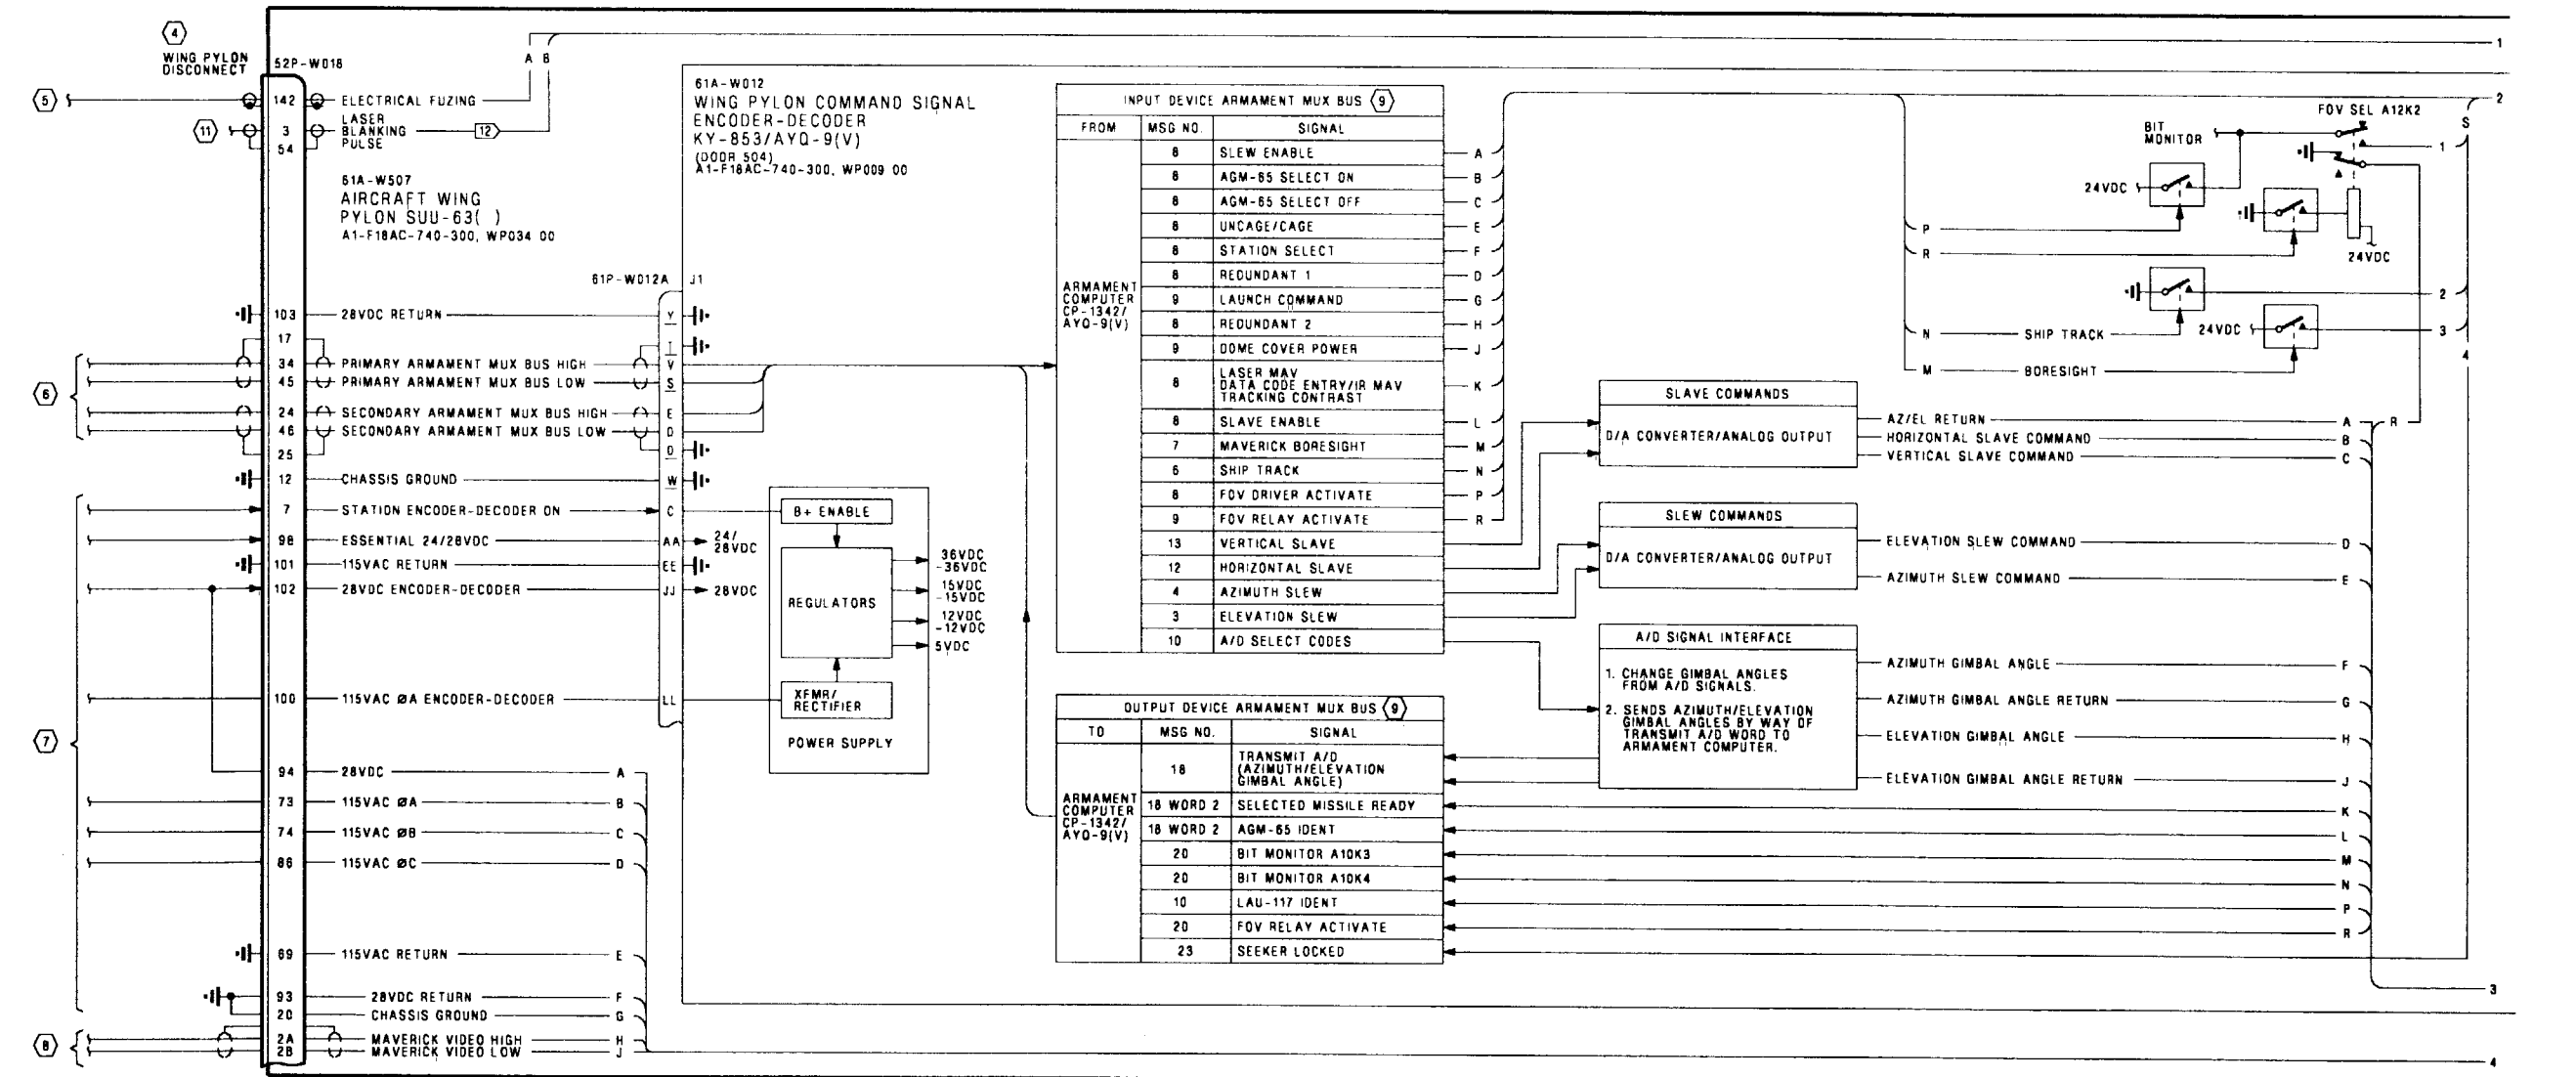 4
WING PYLON
DISCONNECT
52P-W018
5
142
ELECTRICAL FUZING
A B
1
11
3
54
LASER
BLANKING
PULSE
12
61A-W507
AIRCRAFT WING
PYLON SUU-63( )
A1-F18AC-740-300, WP034 00
61A-W012
WING PYLON COMMAND SIGNAL
ENCODER-DECODER
KY-853/AYQ-9(V)
(DOOR 504)
A1-F18AC-740-300, WP009 00
61P-W012A
J1
103
28VDC RETURN
Y
17
T
6
34
PRIMARY ARMAMENT MUX BUS HIGH
V
45
PRIMARY ARMAMENT MUX BUS LOW
S
24
SECONDARY ARMAMENT MUX BUS HIGH
E
46
SECONDARY ARMAMENT MUX BUS LOW
D
25
D
12
CHASSIS GROUND
W
7
7
STATION ENCODER-DECODER ON
C
98
ESSENTIAL 24/28VDC
AA
24/
28VDC
101
115VAC RETURN
EE
102
28VDC ENCODER-DECODER
JJ
28VDC
100
115VAC ØA ENCODER-DECODER
LL
94
28VDC
A
73
115VAC ØA
B
74
115VAC ØB
C
86
115VAC ØC
D
69
115VAC RETURN
E
93
28VDC RETURN
F
20
CHASSIS GROUND
G
8
2A
MAVERICK VIDEO HIGH
H
2B
MAVERICK VIDEO LOW
J
4
B+ ENABLE
REGULATORS
36VDC
-36VDC
15VDC
-15VDC
12VDC
-12VDC
5VDC
XFMR/
RECTIFIER
POWER SUPPLY
INPUT DEVICE ARMAMENT MUX BUS 9
FROM MSG NO. SIGNAL
ARMAMENT
COMPUTER
CP-1342/
AYQ-9(V)
8 SLEW ENABLE A
8 AGM-65 SELECT ON B
8 AGM-65 SELECT OFF C
8 UNCAGE/CAGE E
8 STATION SELECT F
8 REDUNDANT 1 D
9 LAUNCH COMMAND G
8 REDUNDANT 2 H
9 DOME COVER POWER J
8 LASER MAV
DATA CODE ENTRY/IR MAV K
TRACKING CONTRAST
8 SLAVE ENABLE L
7 MAVERICK BORESIGHT M
6 SHIP TRACK N
8 FOV DRIVER ACTIVATE P
9 FOV RELAY ACTIVATE R
13 VERTICAL SLAVE
12 HORIZONTAL SLAVE
4 AZIMUTH SLEW
3 ELEVATION SLEW
10 A/D SELECT CODES
OUTPUT DEVICE ARMAMENT MUX BUS 9
TO MSG NO. SIGNAL
ARMAMENT
COMPUTER
CP-1342/
AYQ-9(V)
18 TRANSMIT A/D
(AZIMUTH/ELEVATION
GIMBAL ANGLE)
18 WORD 2 SELECTED MISSILE READY
18 WORD 2 AGM-65 IDENT
20 BIT MONITOR A10K3
20 BIT MONITOR A10K4
10 LAU-117 IDENT
20 FOV RELAY ACTIVATE
23 SEEKER LOCKED
2
FOV SEL A12K2
S
BIT
MONITOR
1
24VDC
P
R
24VDC
2
N SHIP TRACK
24VDC
3
4
M BORESIGHT
SLAVE COMMANDS
D/A CONVERTER/ANALOG OUTPUT
AZ/EL RETURN A R
HORIZONTAL SLAVE COMMAND B
VERTICAL SLAVE COMMAND C
SLEW COMMANDS
D/A CONVERTER/ANALOG OUTPUT
ELEVATION SLEW COMMAND D
AZIMUTH SLEW COMMAND E
A/D SIGNAL INTERFACE
1. CHANGE GIMBAL ANGLES
FROM A/D SIGNALS.
2. SENDS AZIMUTH/ELEVATION
GIMBAL ANGLES BY WAY OF
TRANSMIT A/D WORD TO
ARMAMENT COMPUTER.
AZIMUTH GIMBAL ANGLE F
AZIMUTH GIMBAL ANGLE RETURN G
ELEVATION GIMBAL ANGLE H
ELEVATION GIMBAL ANGLE RETURN J
K
L
M
N
P
R
3